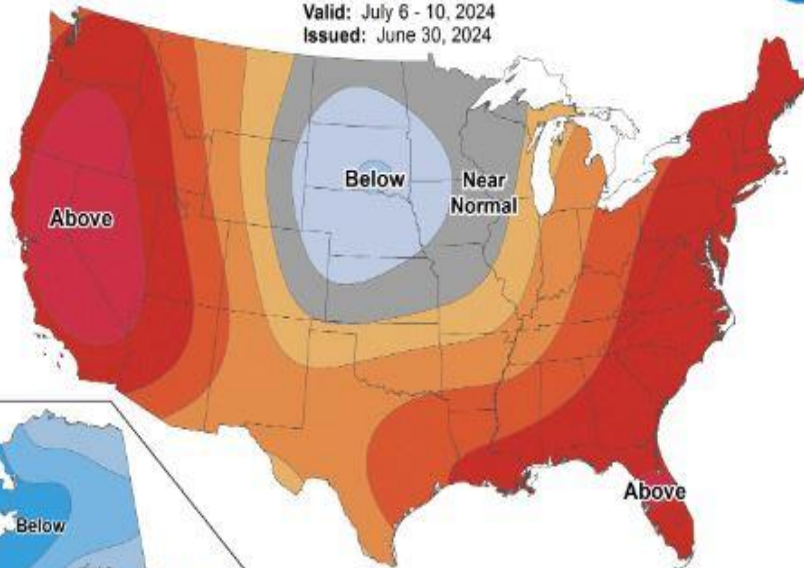 Valid: July 6 - 10, 2024
Issued: June 30, 2024
Below
Near
Normal
Above
Above
Below